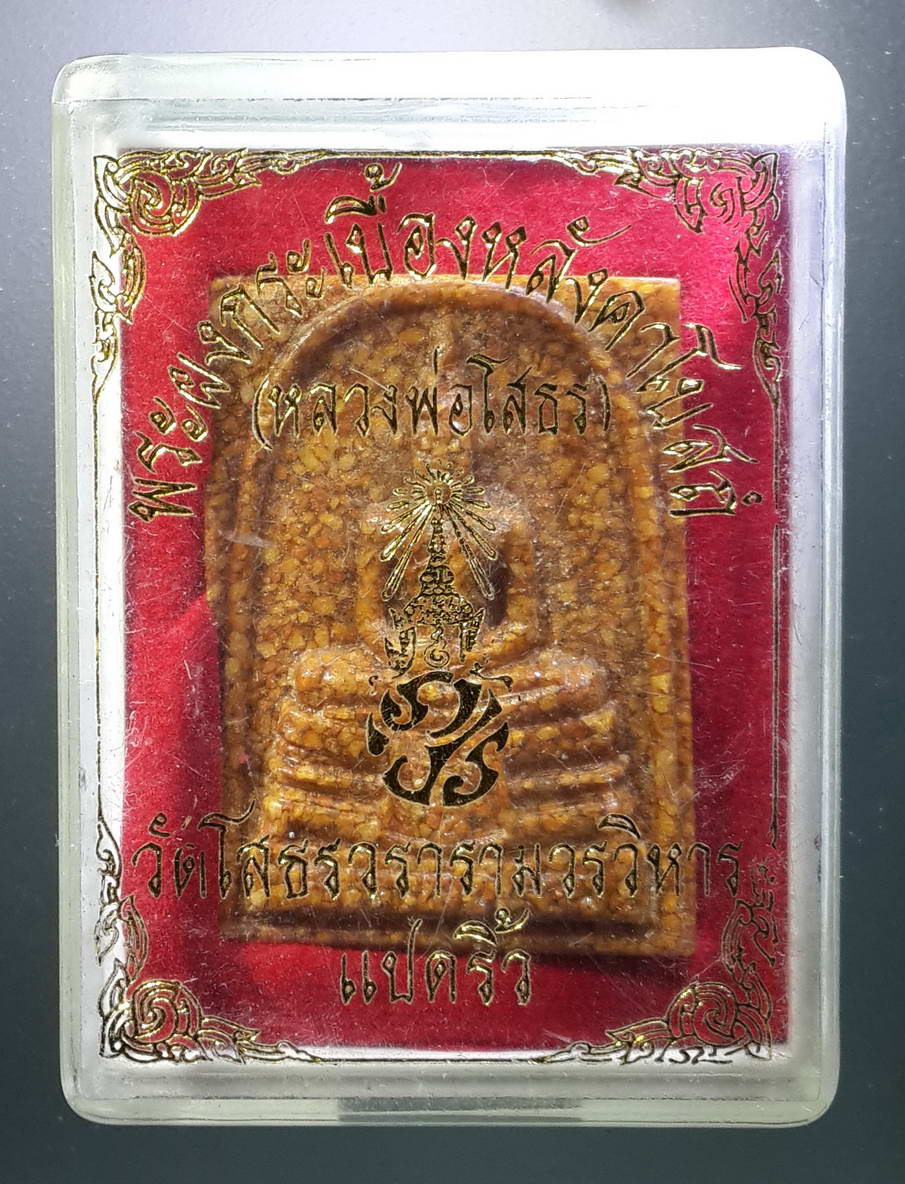 พระผงกระเบื้องหลังคาโบสถ์
(หลวงพ่อโสธร)
วัดโสธรวรารามวรวิหาร
แปดริ้ว